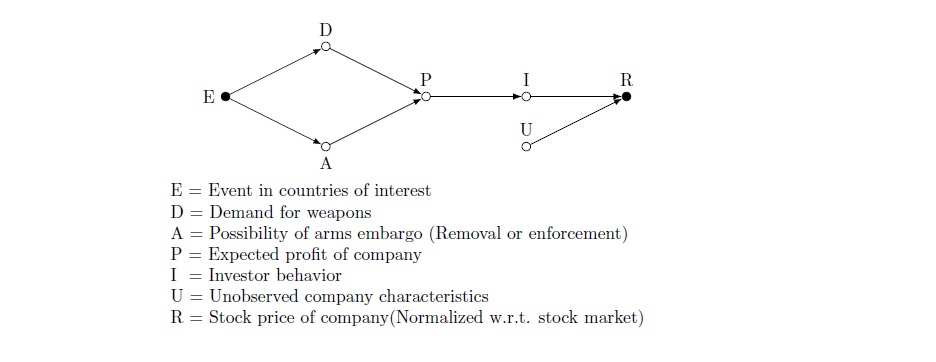 D
P
I
R
E
U
A
E = Event in countries of interest
D = Demand for weapons
A = Possibility of arms embargo (Removal or enforcement)
P = Expected profit of company
I = Investor behavior
U = Unobserved company characteristics
R = Stock price of company(Normalized w.r.t. stock market)